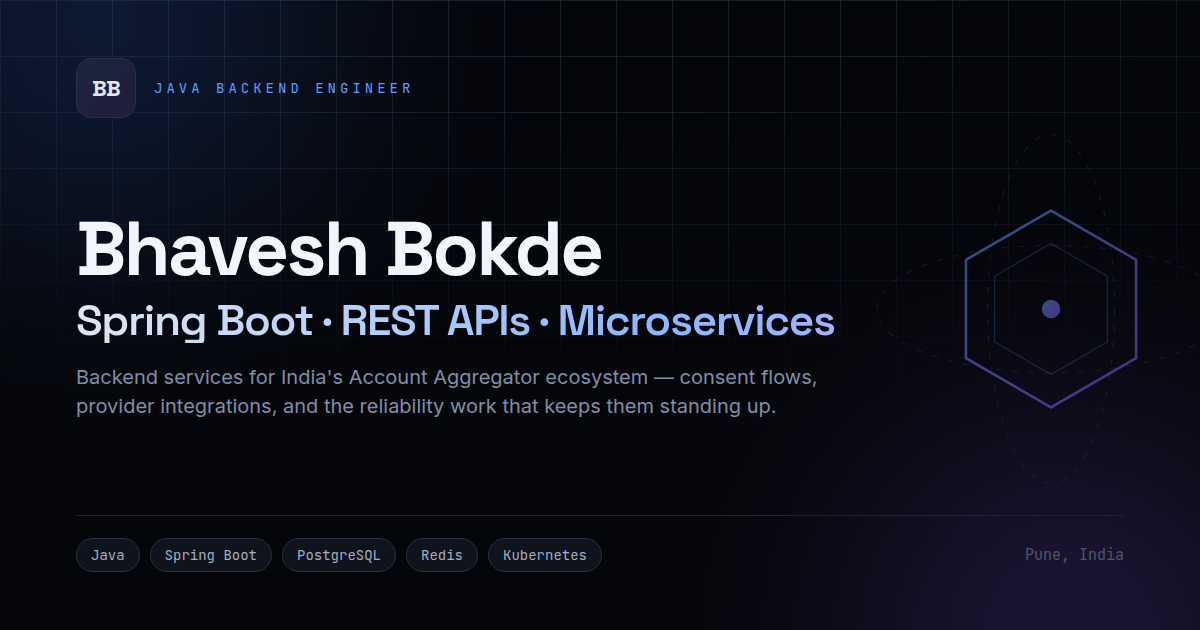 BB
JAVA BACKEND ENGINEER
Bhavesh Bokde
Spring Boot · REST APIs · Microservices
Backend services for India's Account Aggregator ecosystem — consent flows,
provider integrations, and the reliability work that keeps them standing up.
Java Spring Boot PostgreSQL Redis Kubernetes Pune, India